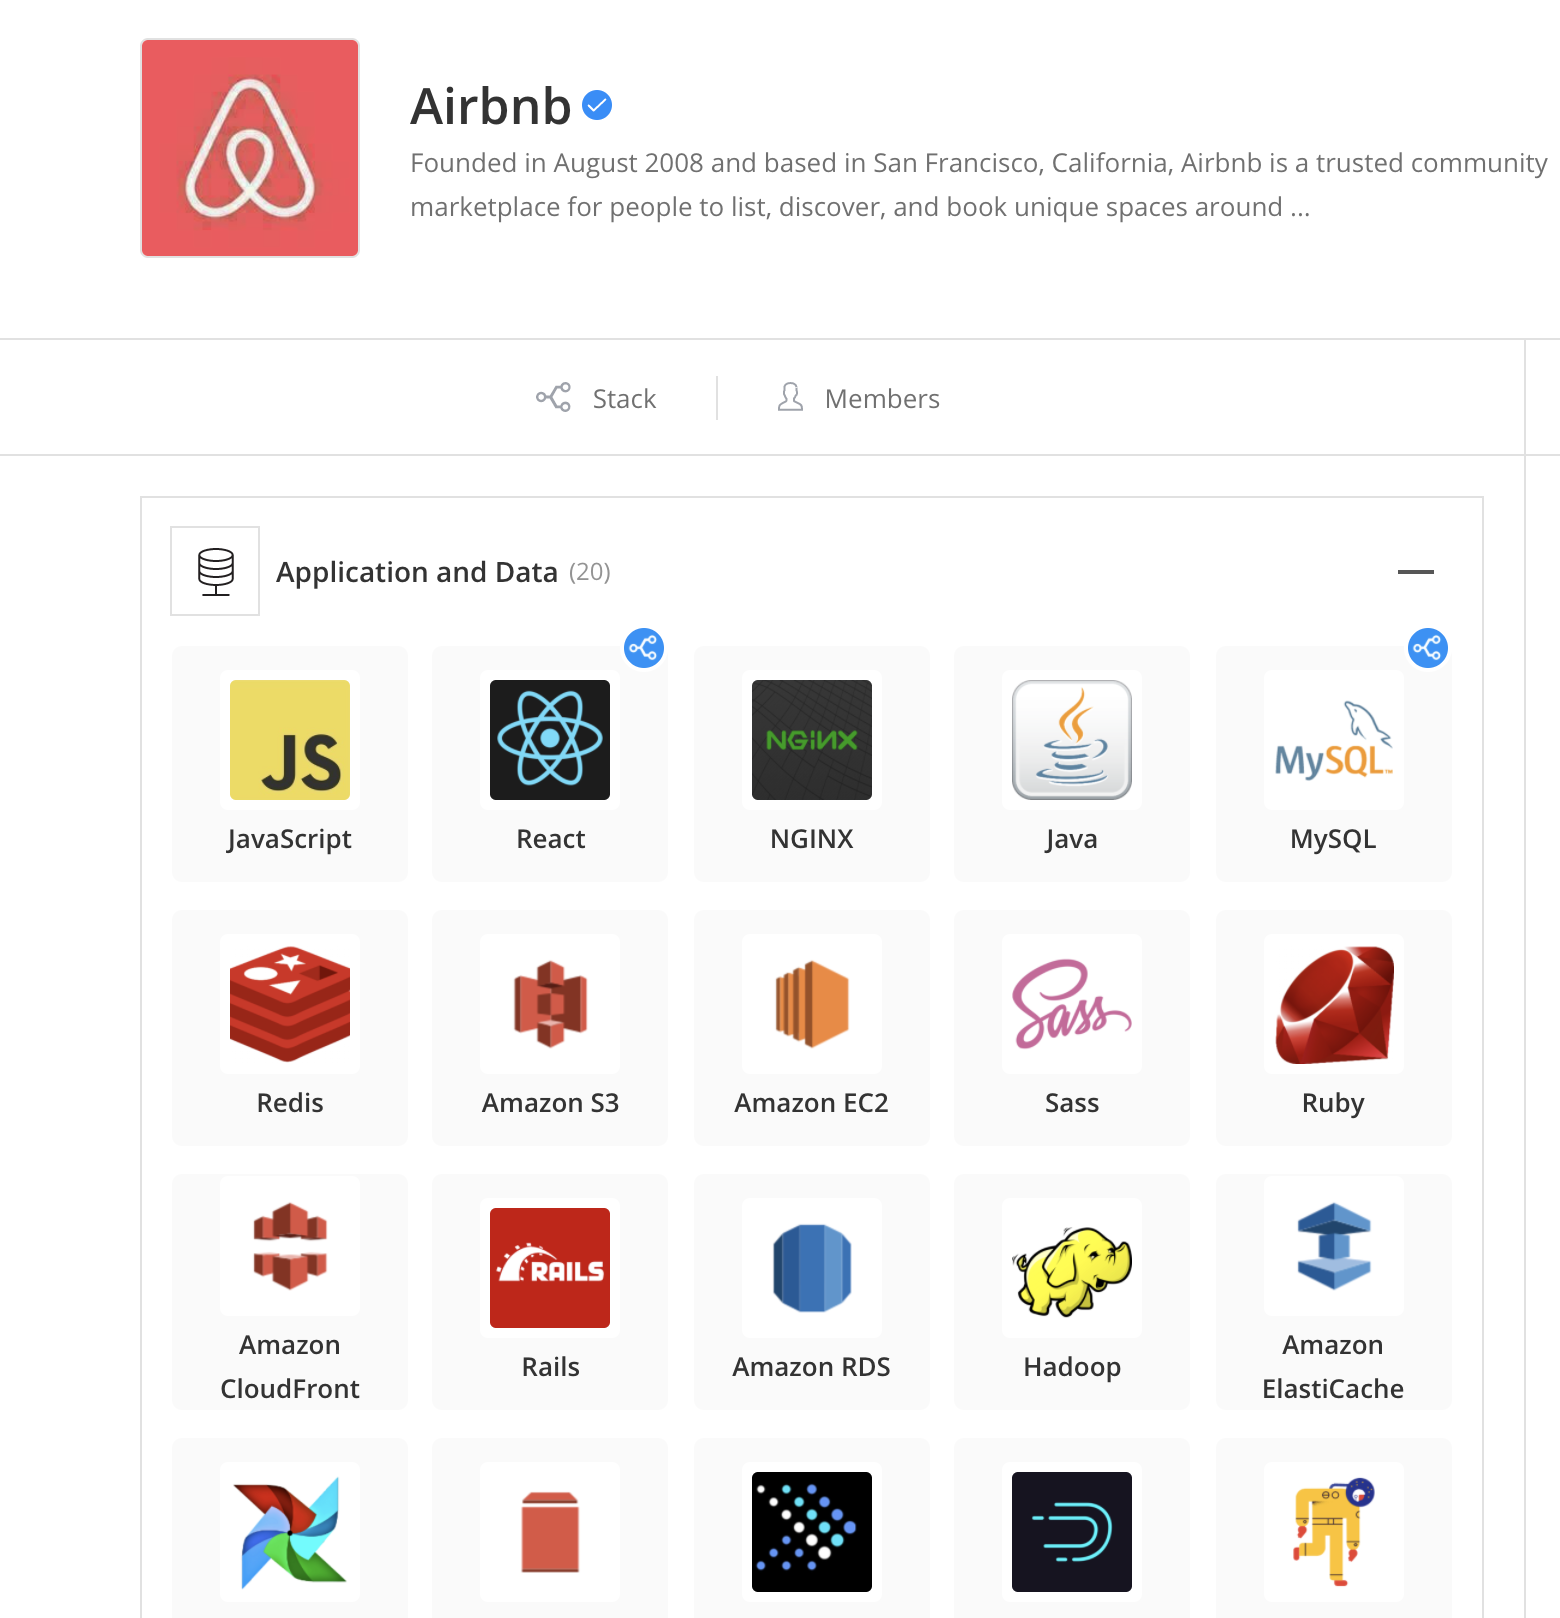 Airbnb
Founded in August 2008 and based in San Francisco, California, Airbnb is a trusted community
marketplace for people to list, discover, and book unique spaces around ...
Stack
Members
Application and Data (20)
JS
NGINX
MySQL™
JavaScript
React
NGINX
Java
MySQL
Sass
Redis
Amazon S3
Amazon EC2
Sass
Ruby
RAILS
Amazon
CloudFront
Rails
Amazon RDS
Hadoop
Amazon
ElastiCache